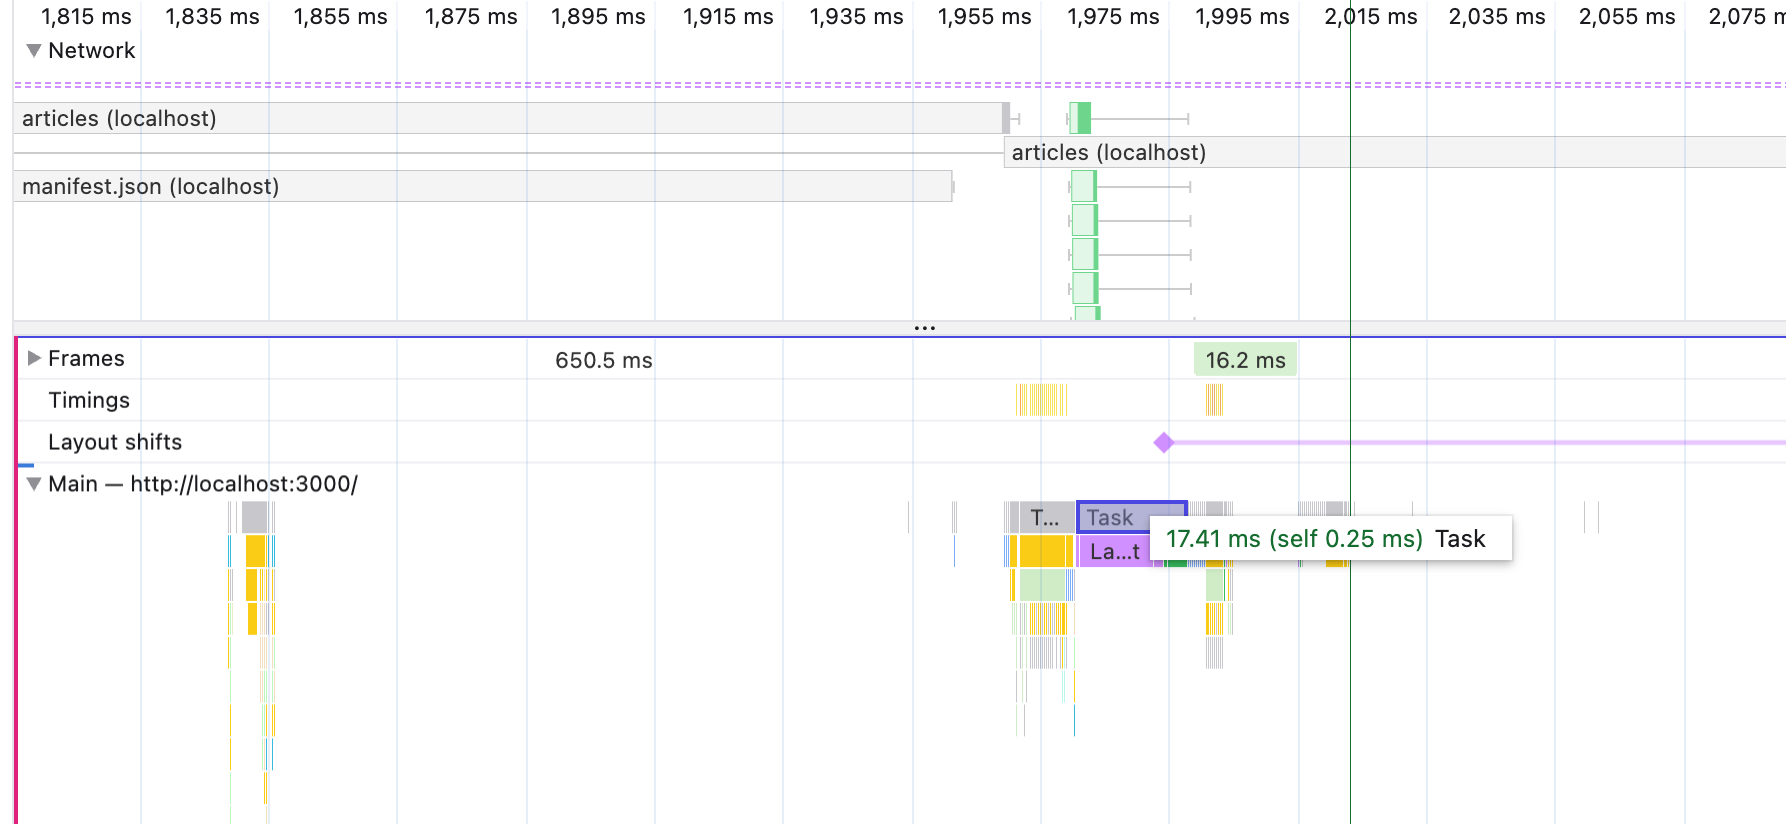 1,815 ms 1,835 ms 1,855 ms 1,875 ms 1,895 ms 1,915 ms 1,935 ms 1,955 ms 1,975 ms 1,995 ms 2,015 ms 2,035 ms 2,055 ms 2,075 m
Network
articles (localhost)
articles (localhost)
manifest.json (localhost)
...
Frames 650.5 ms 16.2 ms
Timings
Layout shifts
Main — http://localhost:3000/
T... Task
17.41 ms (self 0.25 ms) Task
La...t